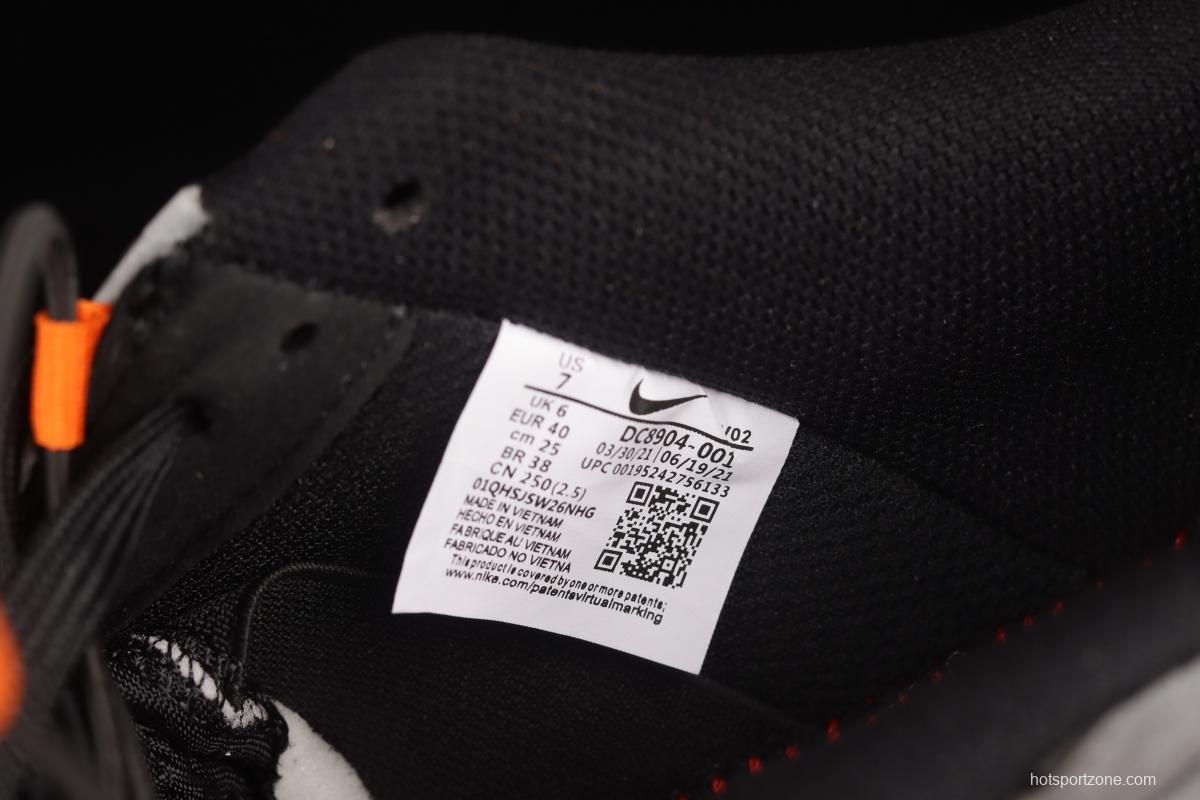 US
7
UK 6
EUR 40
cm 25
BR 38
CN 250(2.5)
01QHSJSW26NHG
MADE IN VIETNAM
HECHO EN VIETNAM
FABRIQUE AU VIETNAM
FABRICADO NO VIETNA
This product is covered by one or more patents;
www.nike.com/patentsvirtualmarking
DC8904-001
03/30/21 06/19/21
UPC 00195242756133
hotsportzone.com